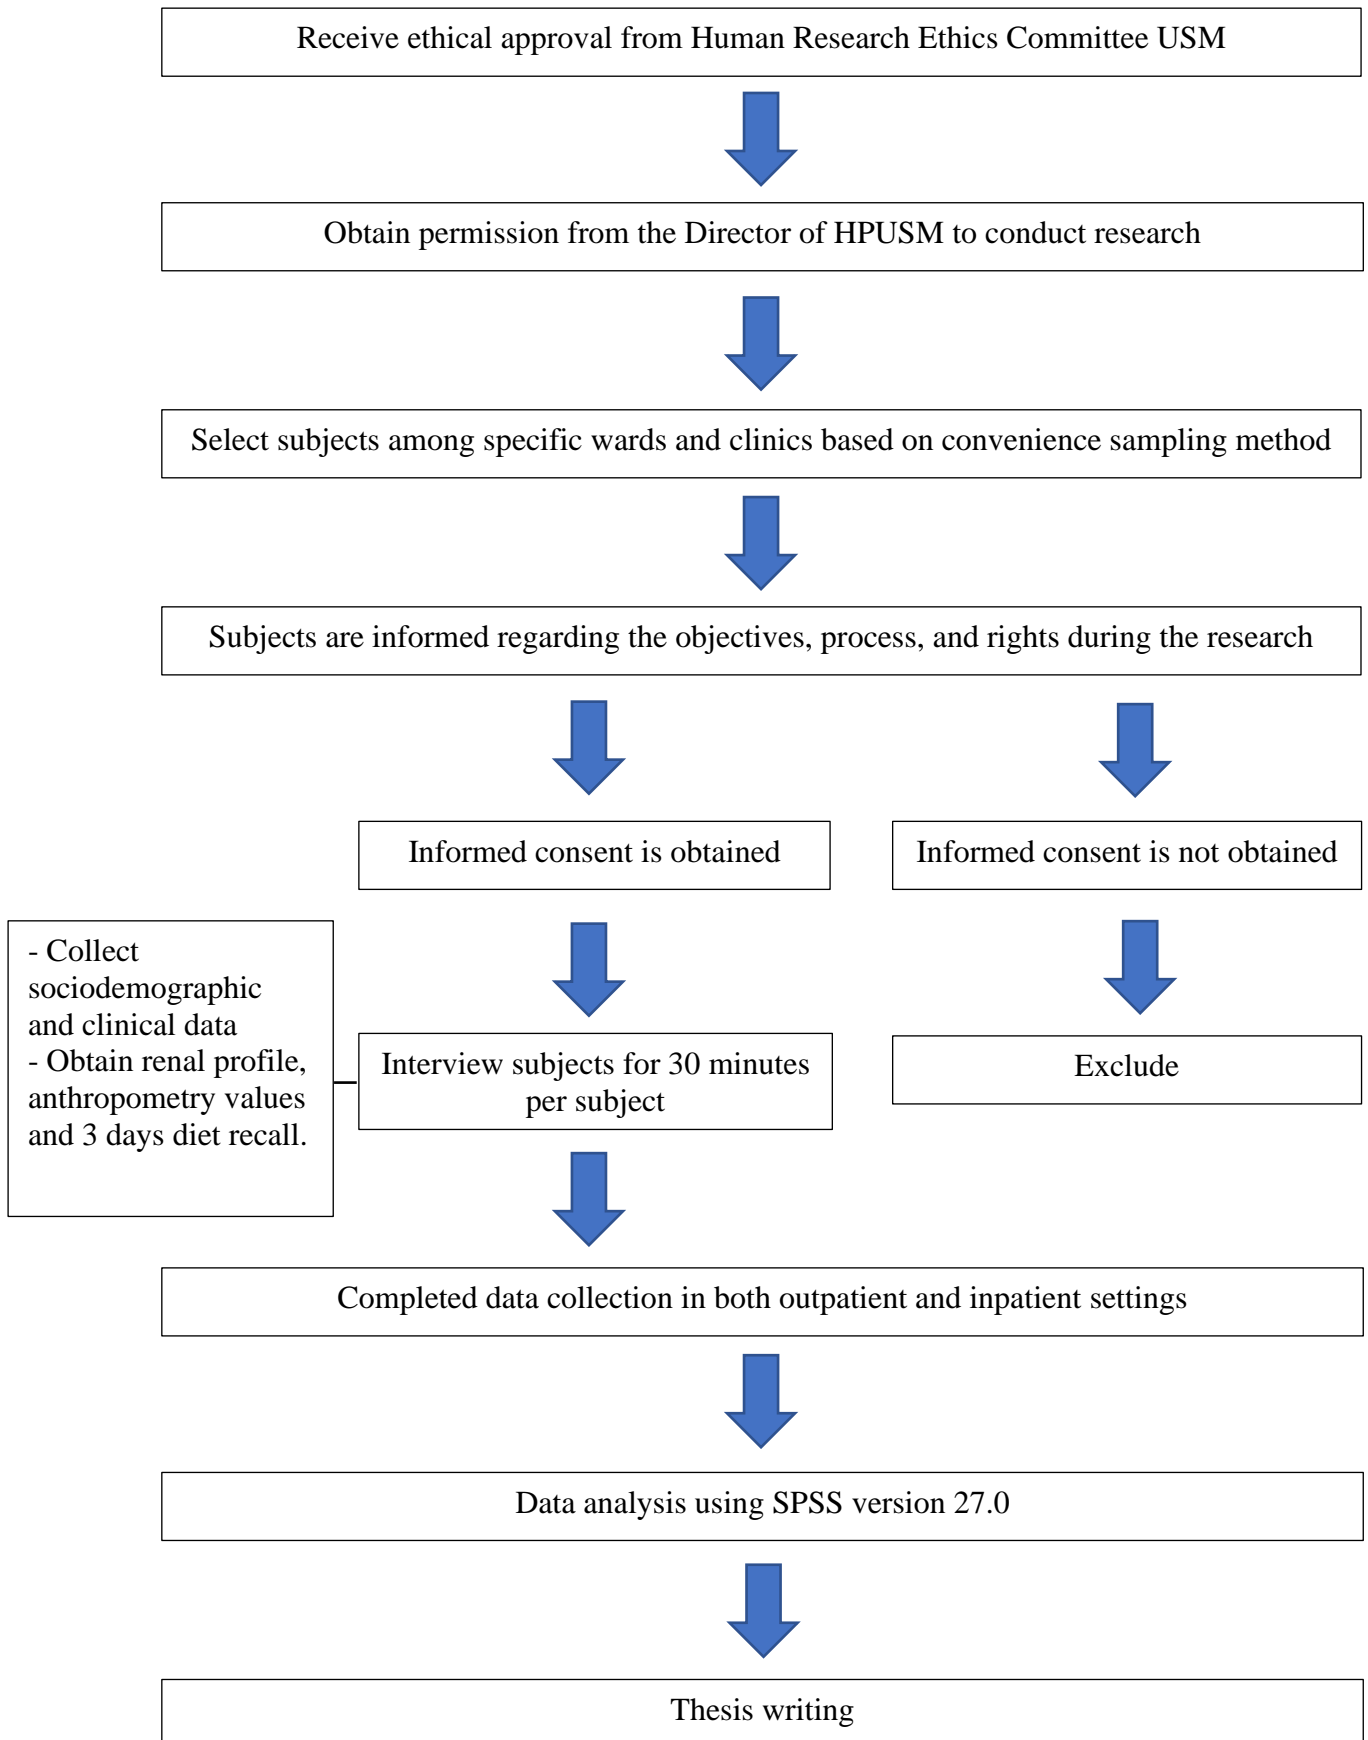 Receive ethical approval from Human Research Ethics Committee USM
Obtain permission from the Director of HPUSM to conduct research
Select subjects among specific wards and clinics based on convenience sampling method
Subjects are informed regarding the objectives, process, and rights during the research
Informed consent is obtained
Informed consent is not obtained
- Collect
sociodemographic
and clinical data
- Obtain renal profile,
anthropometry values
and 3 days diet recall.
Interview subjects for 30 minutes
per subject
Exclude
Completed data collection in both outpatient and inpatient settings
Data analysis using SPSS version 27.0
Thesis writing